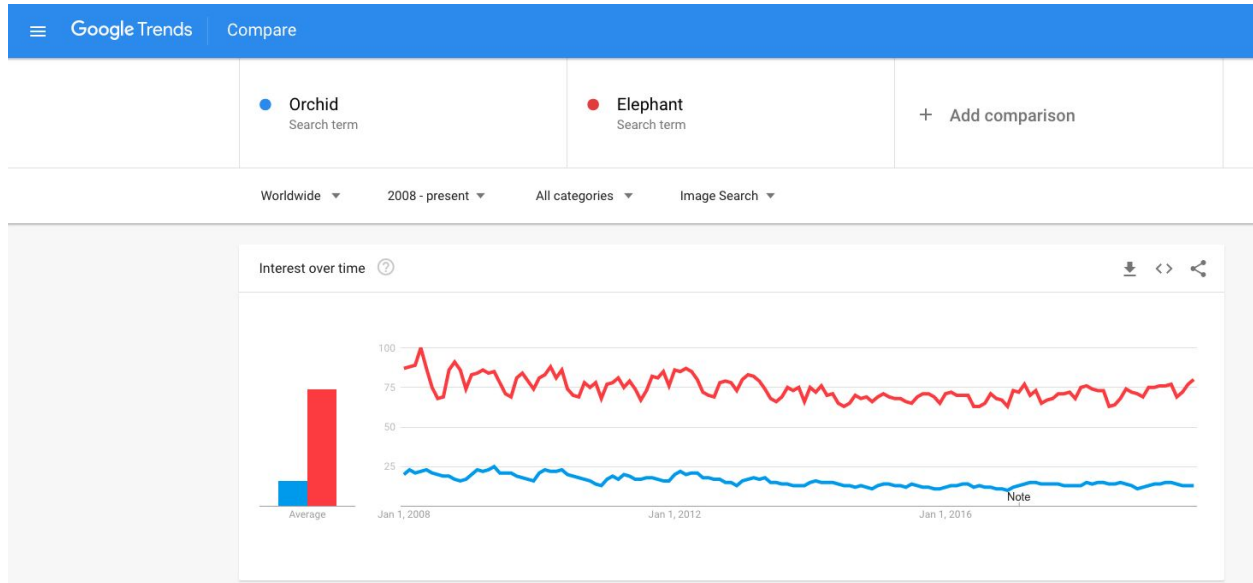 Google Trends Compare
Orchid
Search term
Elephant
Search term
+ Add comparison
Worldwide 2008 - present All categories Image Search
Interest over time ?
100
75
50
25
Note
Average Jan 1, 2008 Jan 1, 2012 Jan 1, 2016